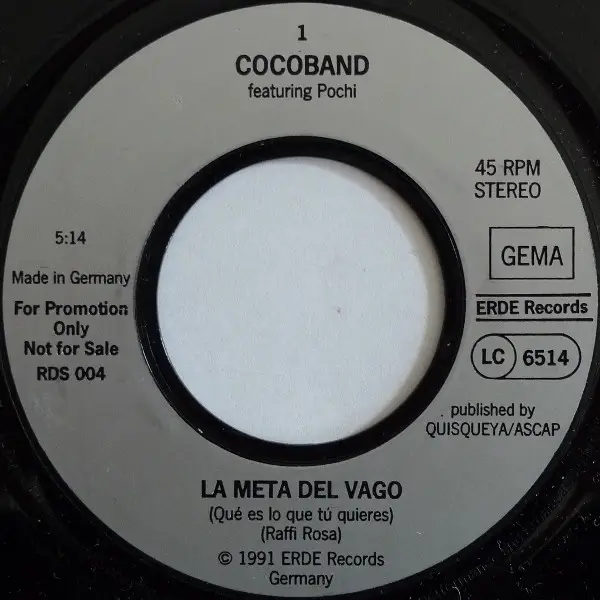 1
COCOBAND
featuring Pochi
45 RPM
STEREO
5:14
GEMA
Made in Germany
For Promotion
Only
Not for Sale
RDS 004
ERDE Records
LC 6514
published by
QUISQUEYA/ASCAP
LA META DEL VAGO
(Qué es lo que tú quieres)
(Raffi Rosa)
© 1991 ERDE Records
Germany